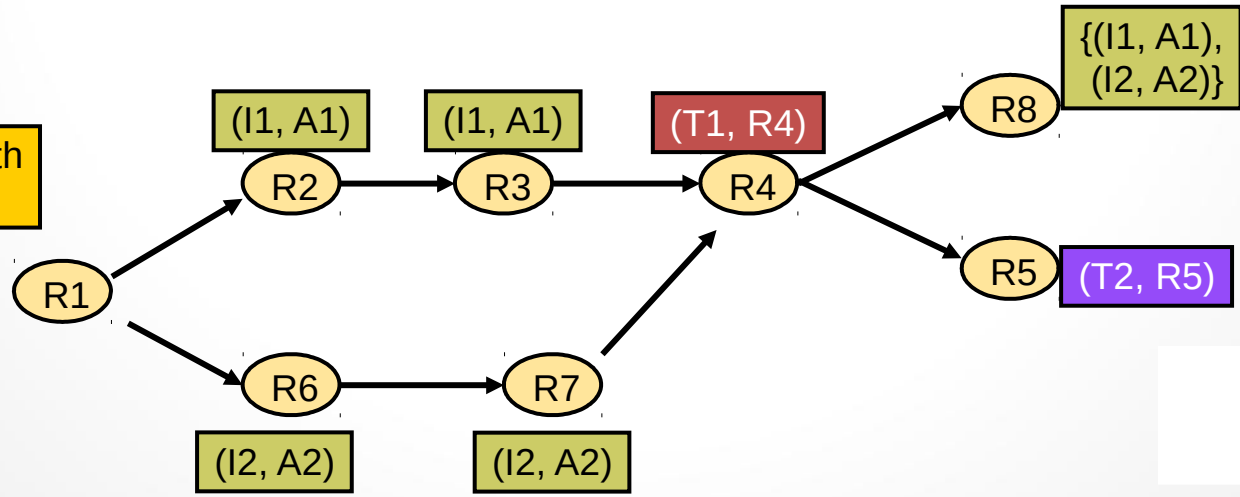 {(I1, A1),
(I2, A2)}
(I1, A1)
(I1, A1)
(T1, R4)
R8
th
R2
R3
R4
R1
R5
(T2, R5)
R6
R7
(I2, A2)
(I2, A2)